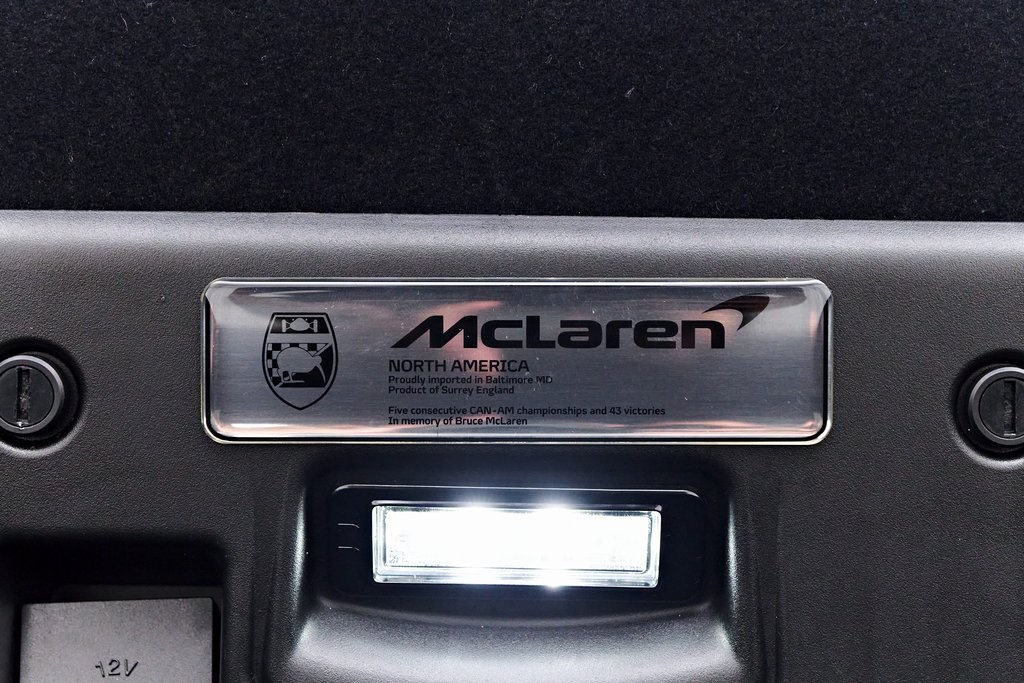 McLaren
NORTH AMERICA
Proudly imported in Baltimore MD
Product of Surrey England
Five consecutive CAN-AM championships and 43 victories
In memory of Bruce McLaren
12V